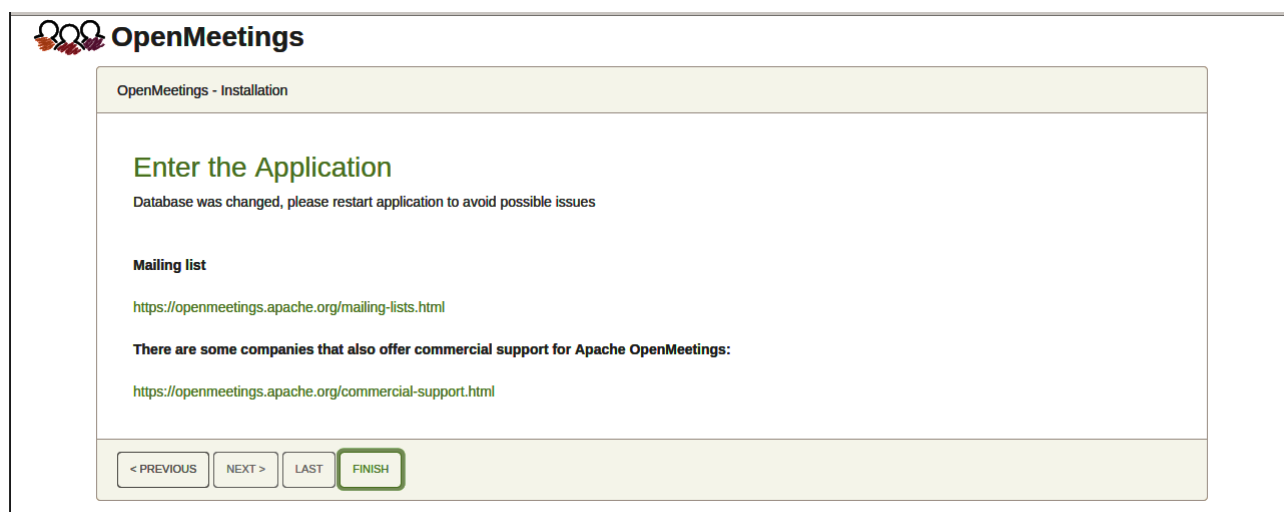 OpenMeetings
OpenMeetings - Installation
Enter the Application
Database was changed, please restart application to avoid possible issues
Mailing list
https://openmeetings.apache.org/mailing-lists.html
There are some companies that also offer commercial support for Apache OpenMeetings:
https://openmeetings.apache.org/commercial-support.html
< PREVIOUS NEXT > LAST FINISH